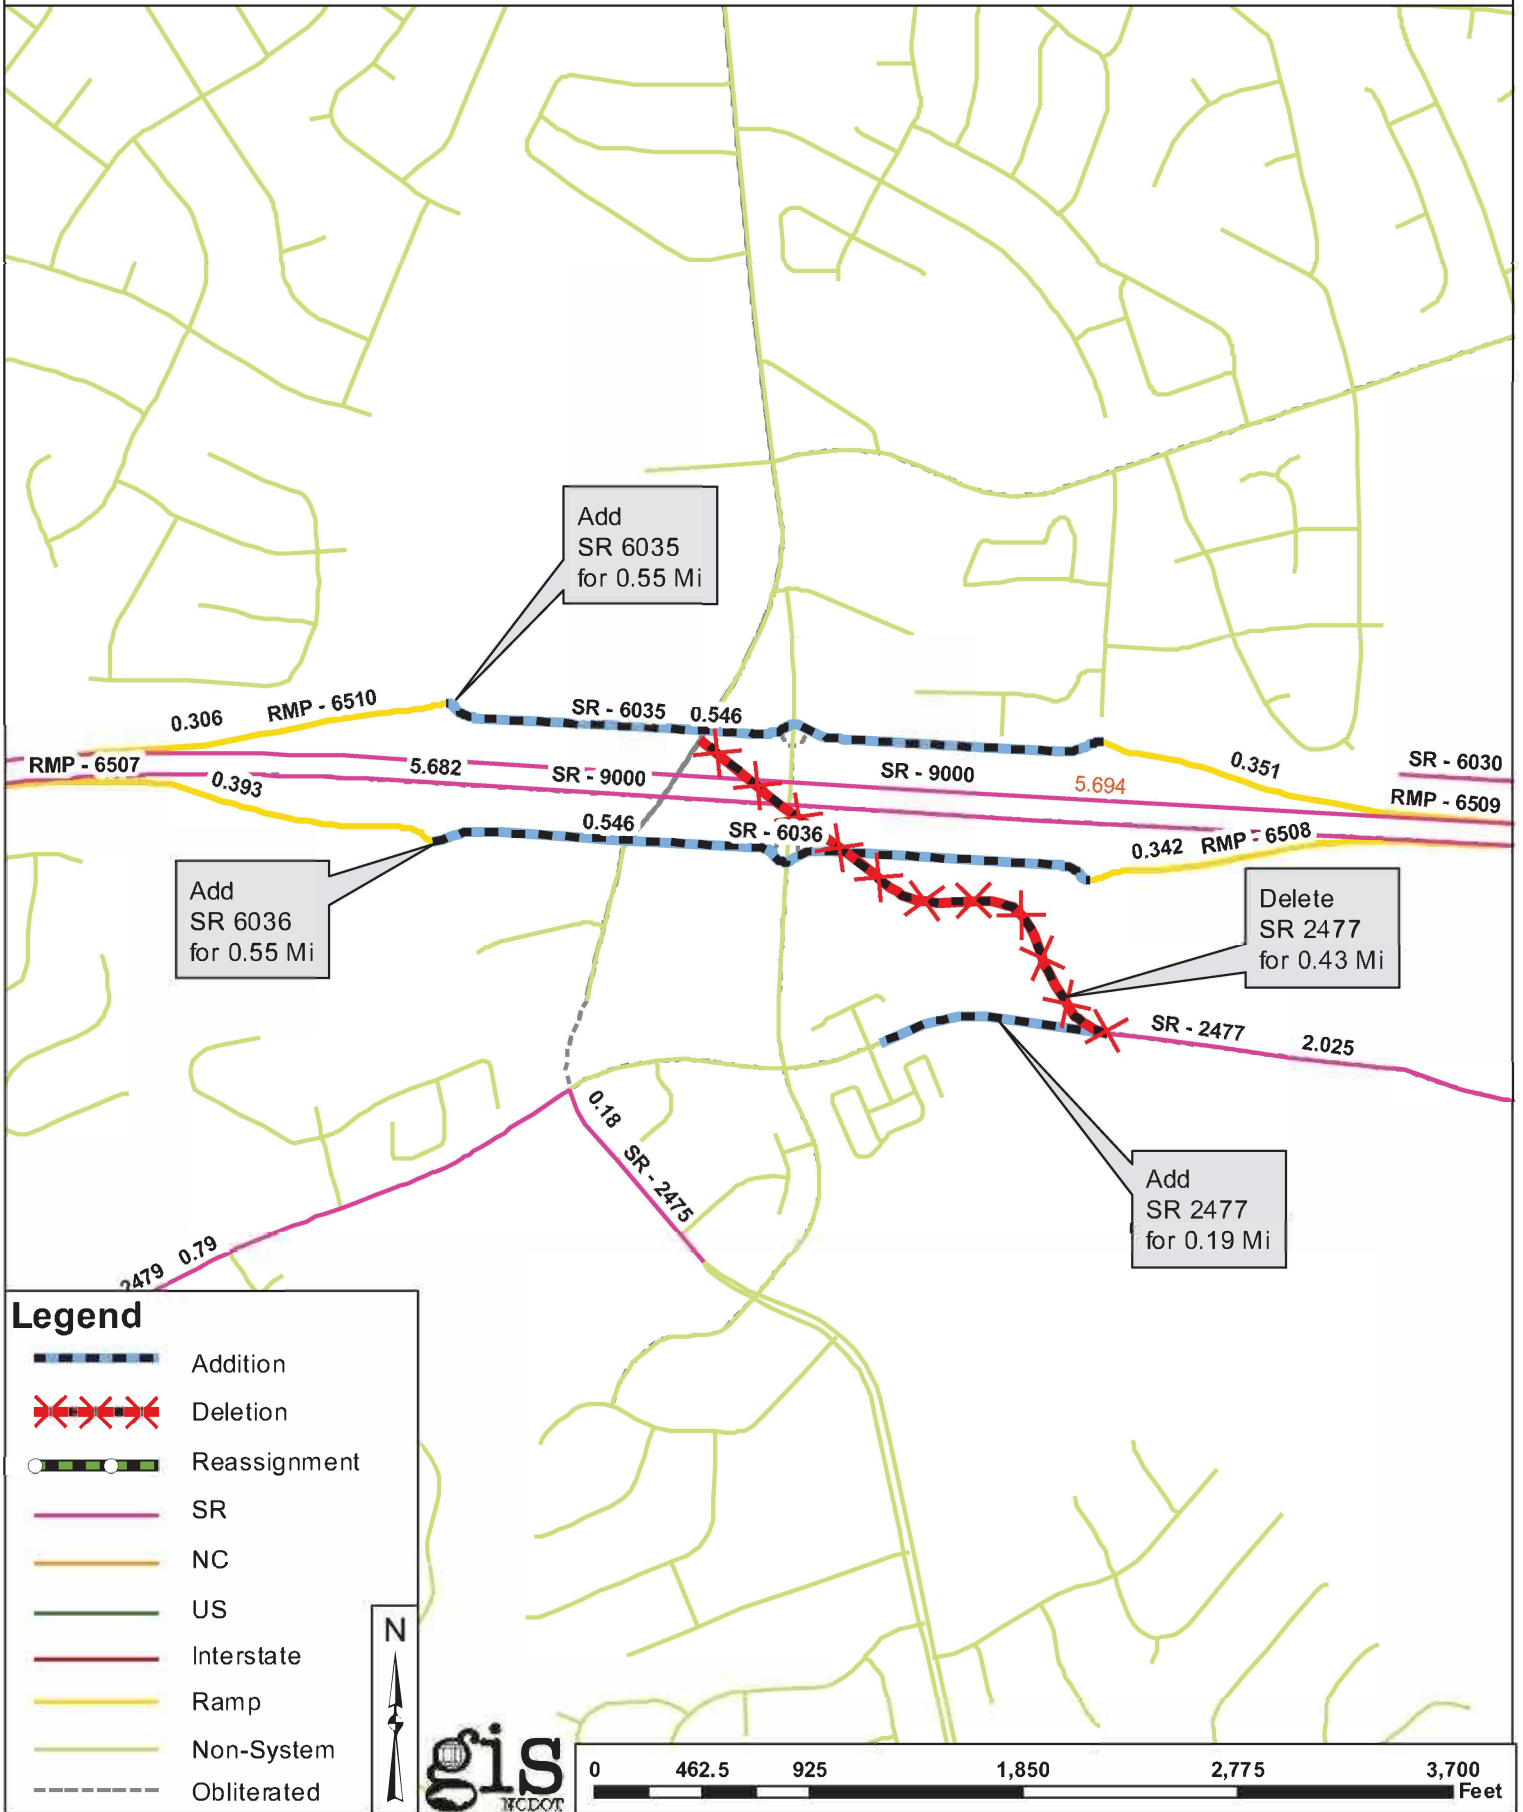 Add
SR 6035
for 0.55 Mi
0.306
RMP - 6510
SR - 6035
0.546
RMP - 6507
0.393
5.682
SR - 9000
SR - 9000
5.694
0.351
SR - 6030
RMP - 6509
0.546
SR - 6036
0.342
RMP - 6508
Add
SR 6036
for 0.55 Mi
Delete
SR 2477
for 0.43 Mi
SR - 2477
2.025
0.18
SR - 2475
Add
SR 2477
for 0.19 Mi
2479
0.79
Legend
Addition
Deletion
Reassignment
SR
NC
US
Interstate
Ramp
Non-System
Obliterated
N
gis
NCDOT
0 462.5 925 1,850 2,775 3,700
Feet